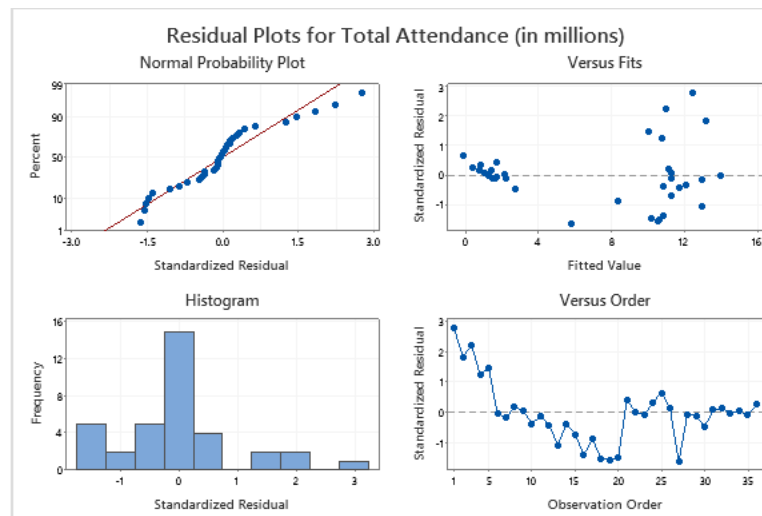 Residual Plots for Total Attendance (in millions)
Normal Probability Plot
99
90
50
10
1
Percent
-3.0 -1.5 0.0 1.5 3.0
Standardized Residual
Versus Fits
3
2
1
0
-1
Standardized Residual
0 4 8 12 16
Fitted Value
Histogram
16
12
8
4
0
Frequency
-1 0 1 2 3
Standardized Residual
Versus Order
3
2
1
0
-1
Standardized Residual
1 5 10 15 20 25 30 35
Observation Order